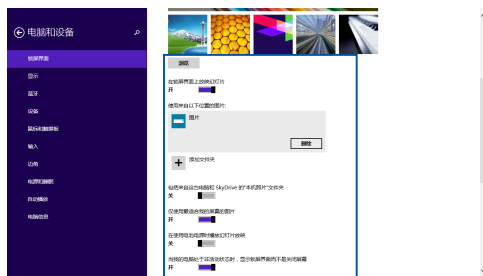 电脑和设备
锁屏界面
显示
蓝牙
设备
鼠标和触摸板
输入
边角
电源和睡眠
自动播放
电脑信息
浏览
在锁屏界面上放映幻灯片
开
使用来自以下位置的图片:
图片
删除
添加文件夹
包括来自这台电脑和 SkyDrive 的“本机照片”文件夹
关
仅使用最适合我的屏幕的图片
开
在使用电池电源时播放幻灯片放映
关
当我的电脑处于非活动状态时，显示锁屏界面而不是关闭屏幕
开